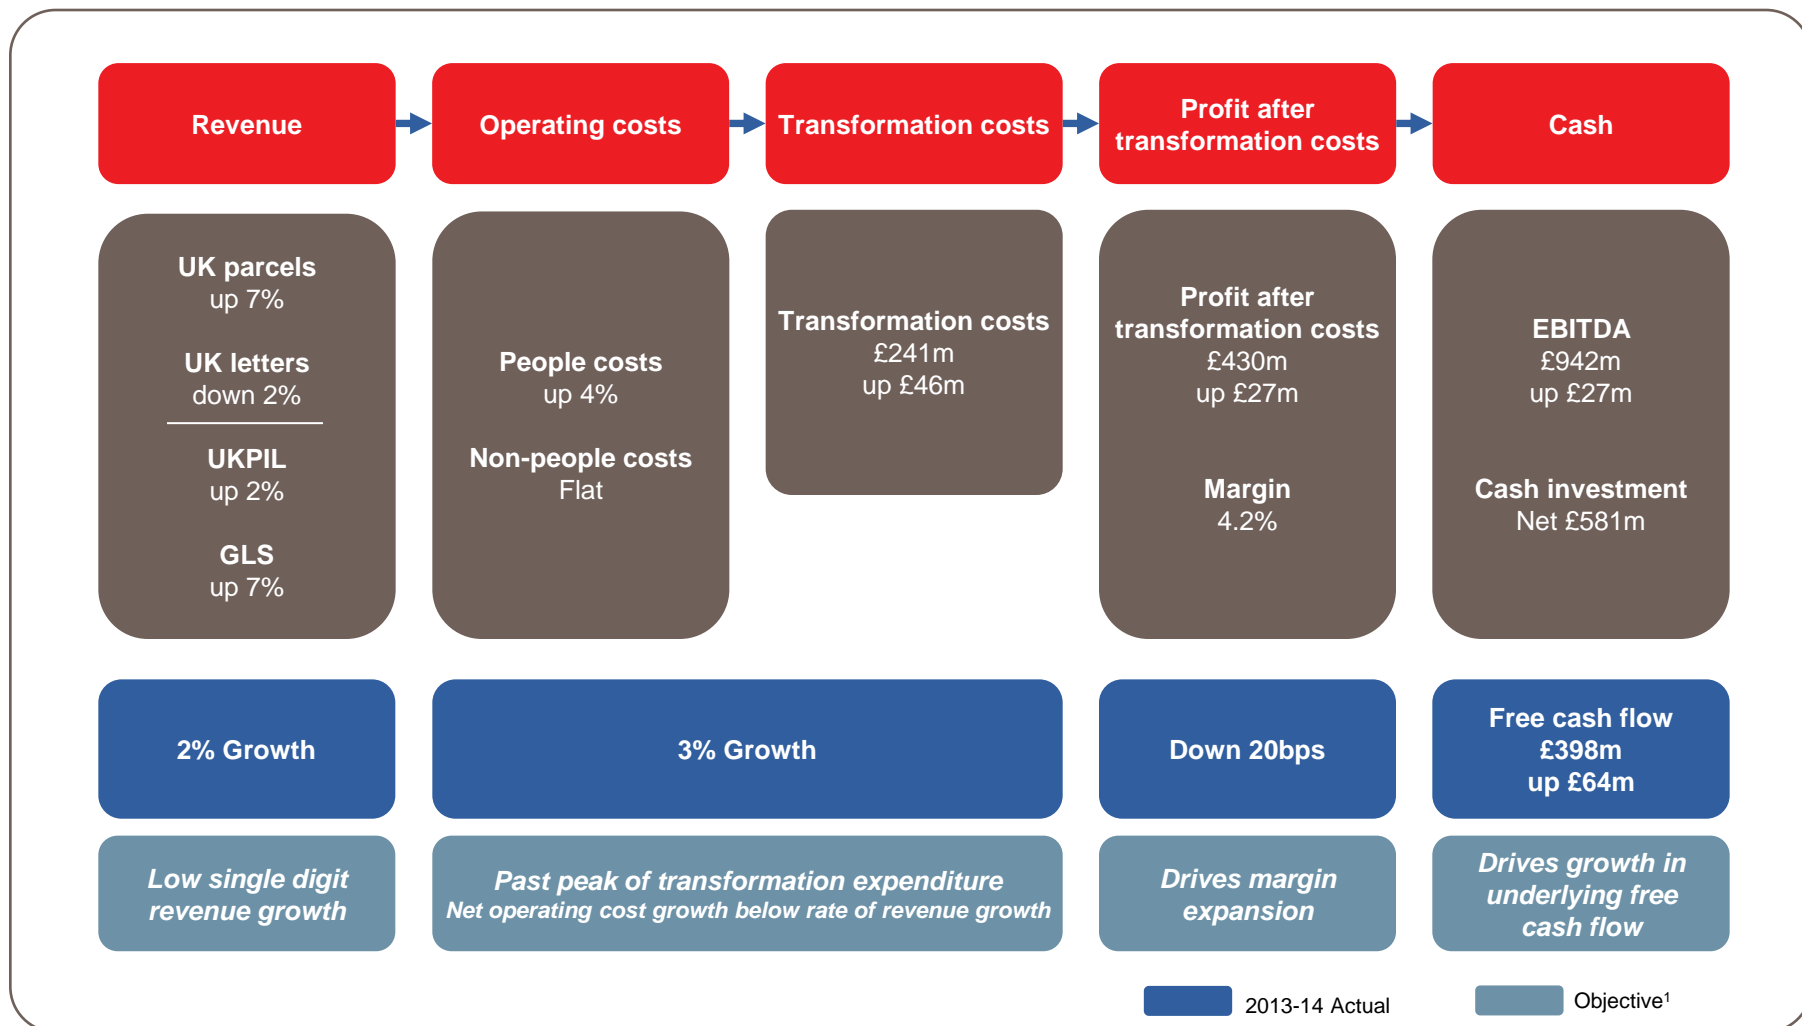 Revenue
Operating costs
Transformation costs
Profit after
transformation costs
Cash
UK parcels
up 7%
UK letters
down 2%
UKPIL
up 2%
GLS
up 7%
People costs
up 4%
Non-people costs
Flat
Transformation costs
£241m
up £46m
Profit after
transformation costs
£430m
up £27m
Margin
4.2%
EBITDA
£942m
up £27m
Cash investment
Net £581m
2% Growth
3% Growth
Down 20bps
Free cash flow
£398m
up £64m
Low single digit
revenue growth
Past peak of transformation expenditure
Net operating cost growth below rate of revenue growth
Drives margin
expansion
Drives growth in
underlying free
cash flow
2013-14 Actual
Objective¹